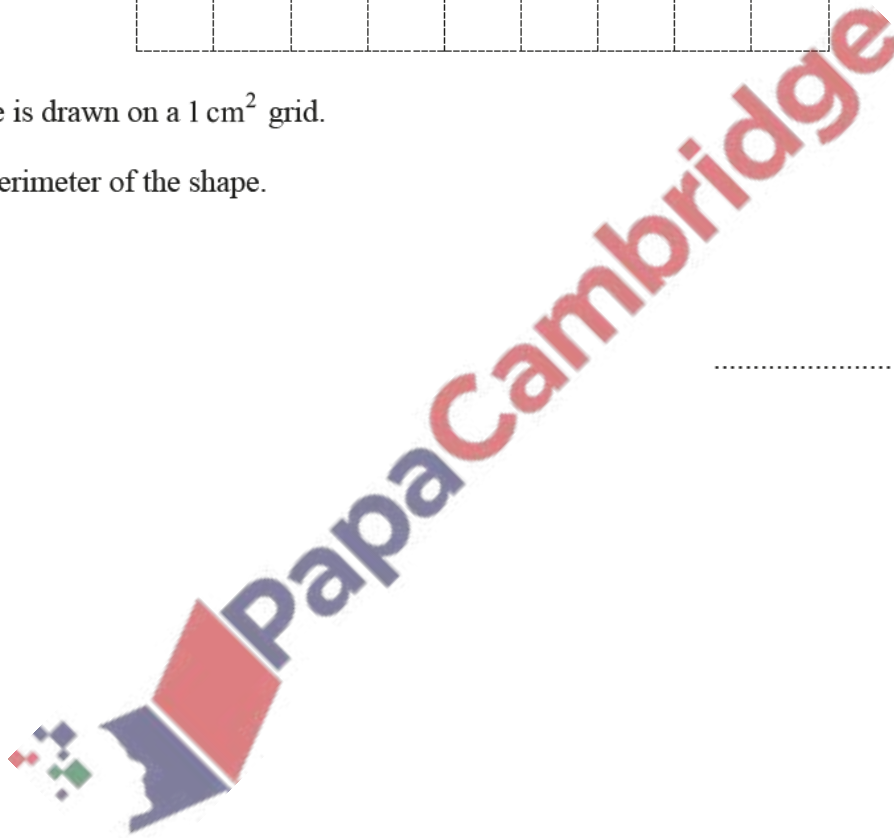 e is drawn on a 1 cm² grid.
erimeter of the shape.
PapaCambridge